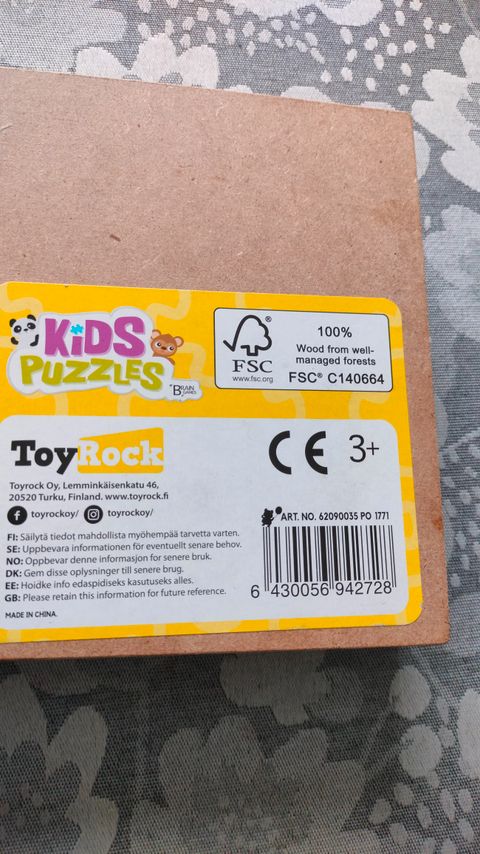 KiDS
PUZZLES
BRAIN
GAMES
FSC
www.fsc.org
100%
Wood from well-
managed forests
FSC® C140664
ToyRock
Toyrock Oy, Lemminkäisenkatu 46,
20520 Turku, Finland. www.toyrock.fi
toyrockoy/ toyrockoy/
FI: Säilytä tiedot mahdollista myöhempää tarvetta varten.
SE: Uppbevara informationen för eventuellt senare behov.
NO: Oppbevar denne informasjon for senere bruk.
DK: Gem disse oplysninger til senere brug.
EE: Hoidke info edaspidiseks kasutuseks alles.
GB: Please retain this information for future reference.
MADE IN CHINA.
CE 3+
ART. NO. 62090035 PO 1771
6 430056 942728